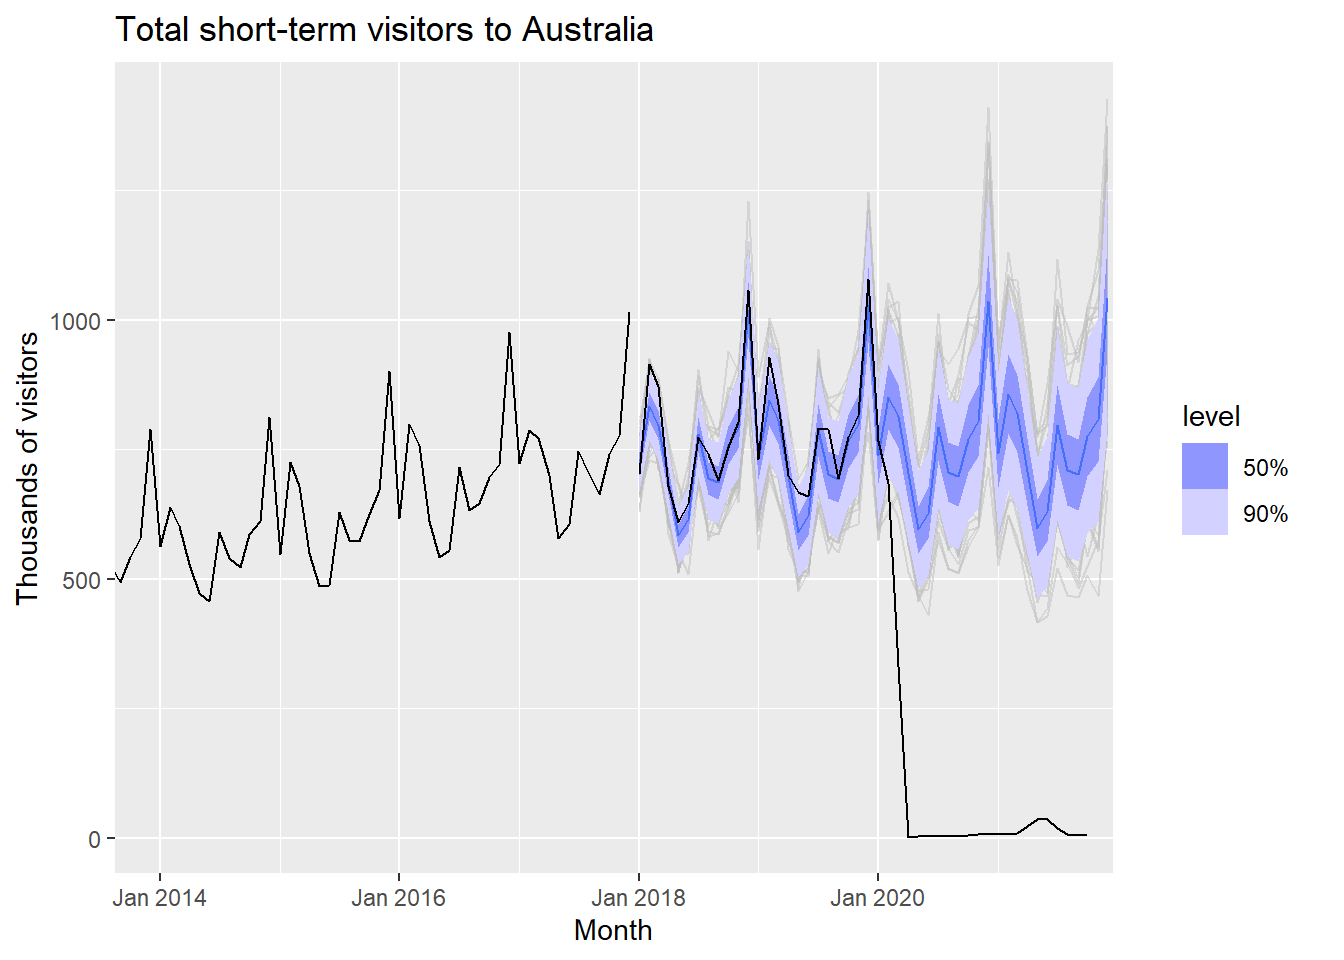 Total short-term visitors to Australia
Thousands of visitors
1000
500
0
Jan 2014
Jan 2016
Jan 2018
Jan 2020
Month
level
50%
90%